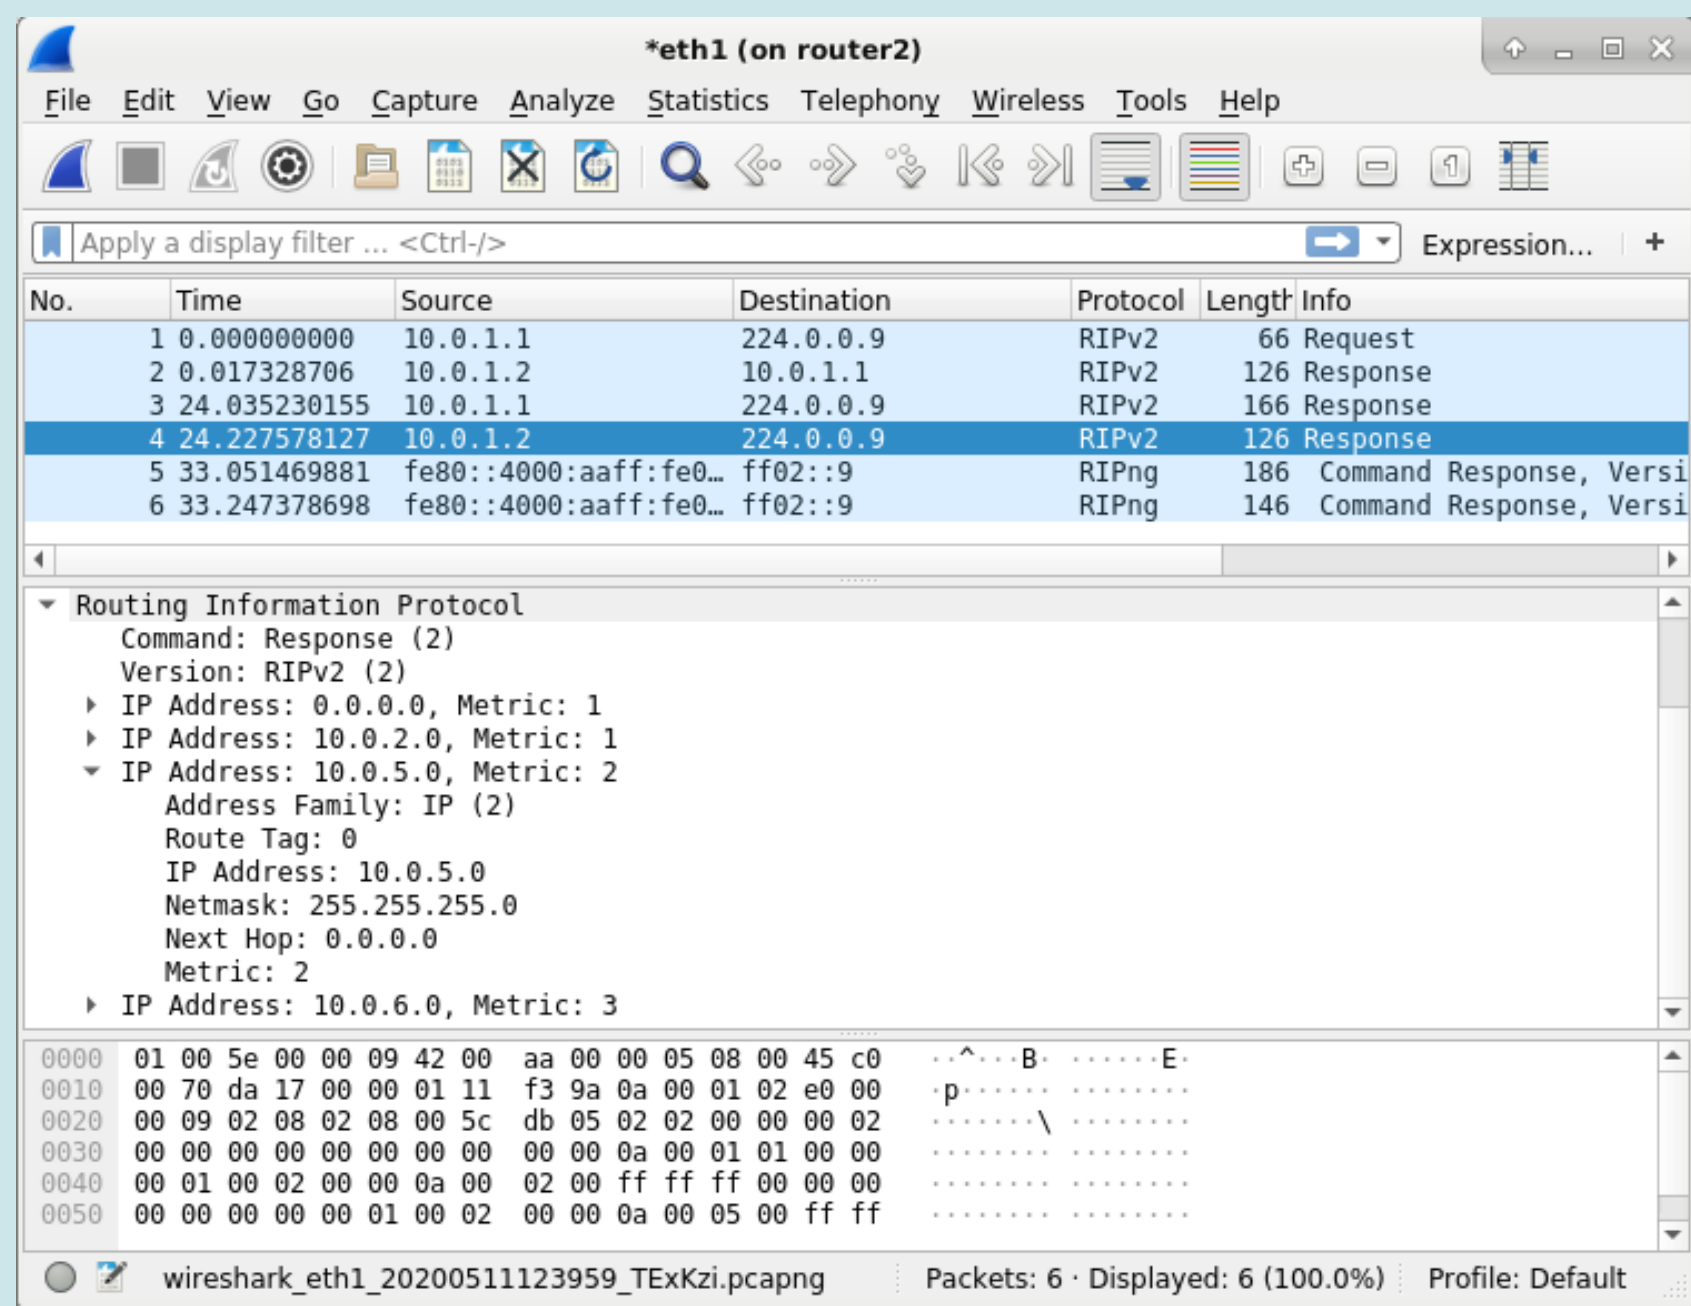 *eth1 (on router2)
File Edit View Go Capture Analyze Statistics Telephony Wireless Tools Help
Apply a display filter ... <Ctrl-/> Expression... +
No. Time Source Destination Protocol Length Info
1 0.000000000 10.0.1.1 224.0.0.9 RIPv2 66 Request
2 0.017328706 10.0.1.2 10.0.1.1 RIPv2 126 Response
3 24.035230155 10.0.1.1 224.0.0.9 RIPv2 166 Response
4 24.227578127 10.0.1.2 224.0.0.9 RIPv2 126 Response
5 33.051469881 fe80::4000:aaff:fe0… ff02::9 RIPng 186 Command Response, Versi
6 33.247378698 fe80::4000:aaff:fe0… ff02::9 RIPng 146 Command Response, Versi
Routing Information Protocol
Command: Response (2)
Version: RIPv2 (2)
IP Address: 0.0.0.0, Metric: 1
IP Address: 10.0.2.0, Metric: 1
IP Address: 10.0.5.0, Metric: 2
Address Family: IP (2)
Route Tag: 0
IP Address: 10.0.5.0
Netmask: 255.255.255.0
Next Hop: 0.0.0.0
Metric: 2
IP Address: 10.0.6.0, Metric: 3
0000 01 00 5e 00 00 09 42 00 aa 00 00 05 08 00 45 c0 ··^···B· ······E·
0010 00 70 da 17 00 00 01 11 f3 9a 0a 00 01 02 e0 00 ·p······ ········
0020 00 09 02 08 02 08 00 5c db 05 02 02 00 00 00 02 ·······\ ········
0030 00 00 00 00 00 00 00 00 00 00 0a 00 01 01 00 00 ········ ········
0040 00 01 00 02 00 00 0a 00 02 00 ff ff ff 00 00 00 ········ ········
0050 00 00 00 00 00 01 00 02 00 00 0a 00 05 00 ff ff ········ ········
wireshark_eth1_20200511123959_TExKzi.pcapng Packets: 6 · Displayed: 6 (100.0%) Profile: Default